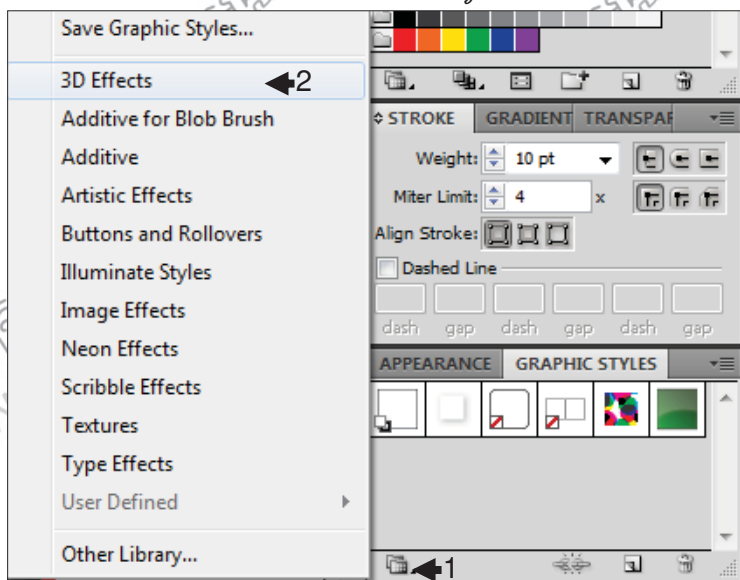 Save Graphic Styles...
3D Effects 2
Additive for Blob Brush
Additive
Artistic Effects
Buttons and Rollovers
Illuminate Styles
Image Effects
Neon Effects
Scribble Effects
Textures
Type Effects
User Defined
Other Library...
STROKE GRADIENT TRANSPAR
Weight: 10 pt
Miter Limit: 4 x
Align Stroke:
Dashed Line
dash gap dash gap dash gap
APPEARANCE GRAPHIC STYLES
1